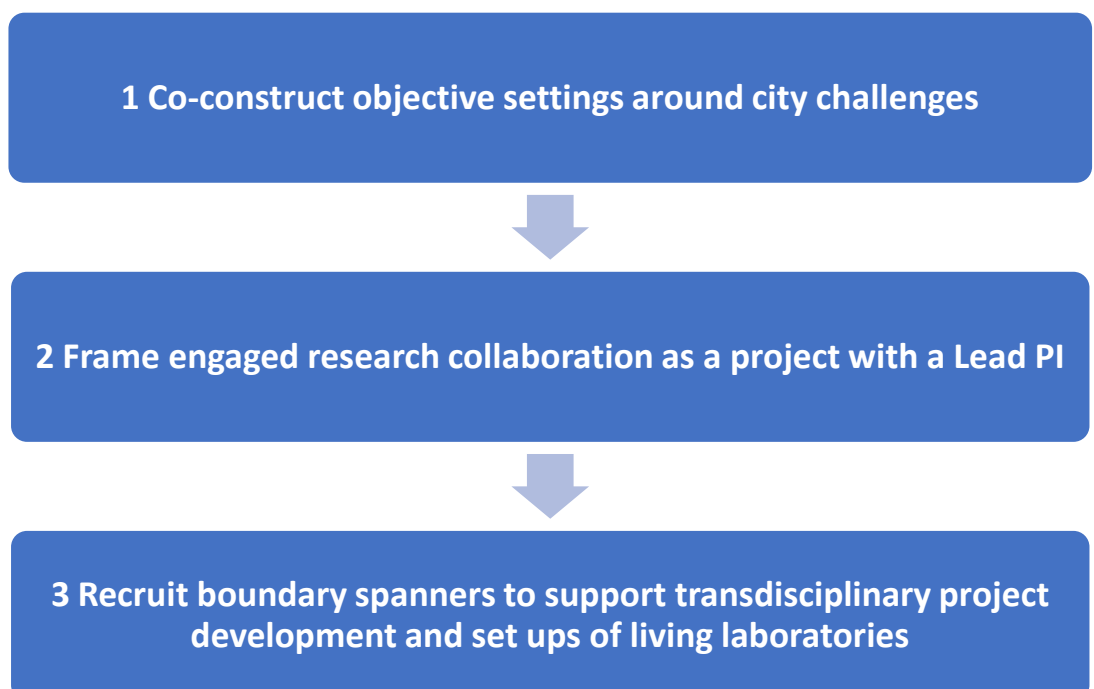 1 Co-construct objective settings around city challenges
2 Frame engaged research collaboration as a project with a Lead PI
3 Recruit boundary spanners to support transdisciplinary project
development and set ups of living laboratories